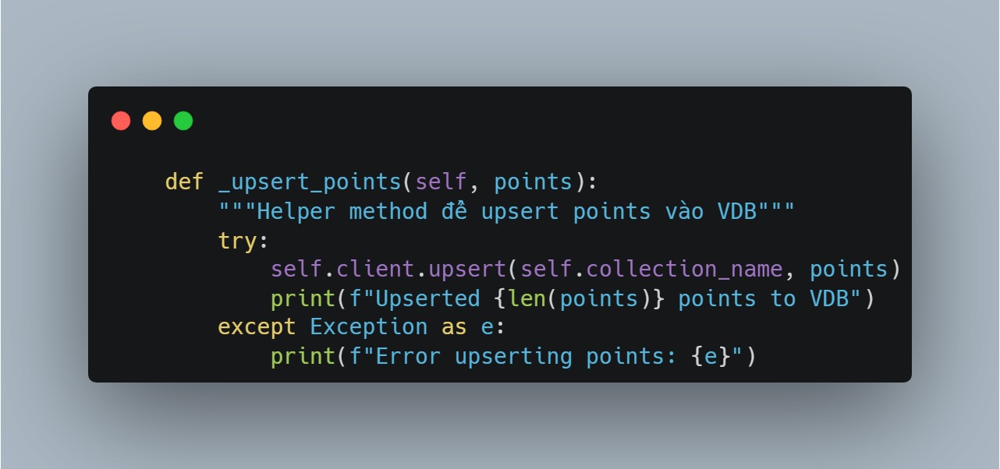 def _upsert_points(self, points):
    """Helper method để upsert points vào VDB"""
    try:
        self.client.upsert(self.collection_name, points)
        print(f"Upserted {len(points)} points to VDB")
    except Exception as e:
        print(f"Error upserting points: {e}")